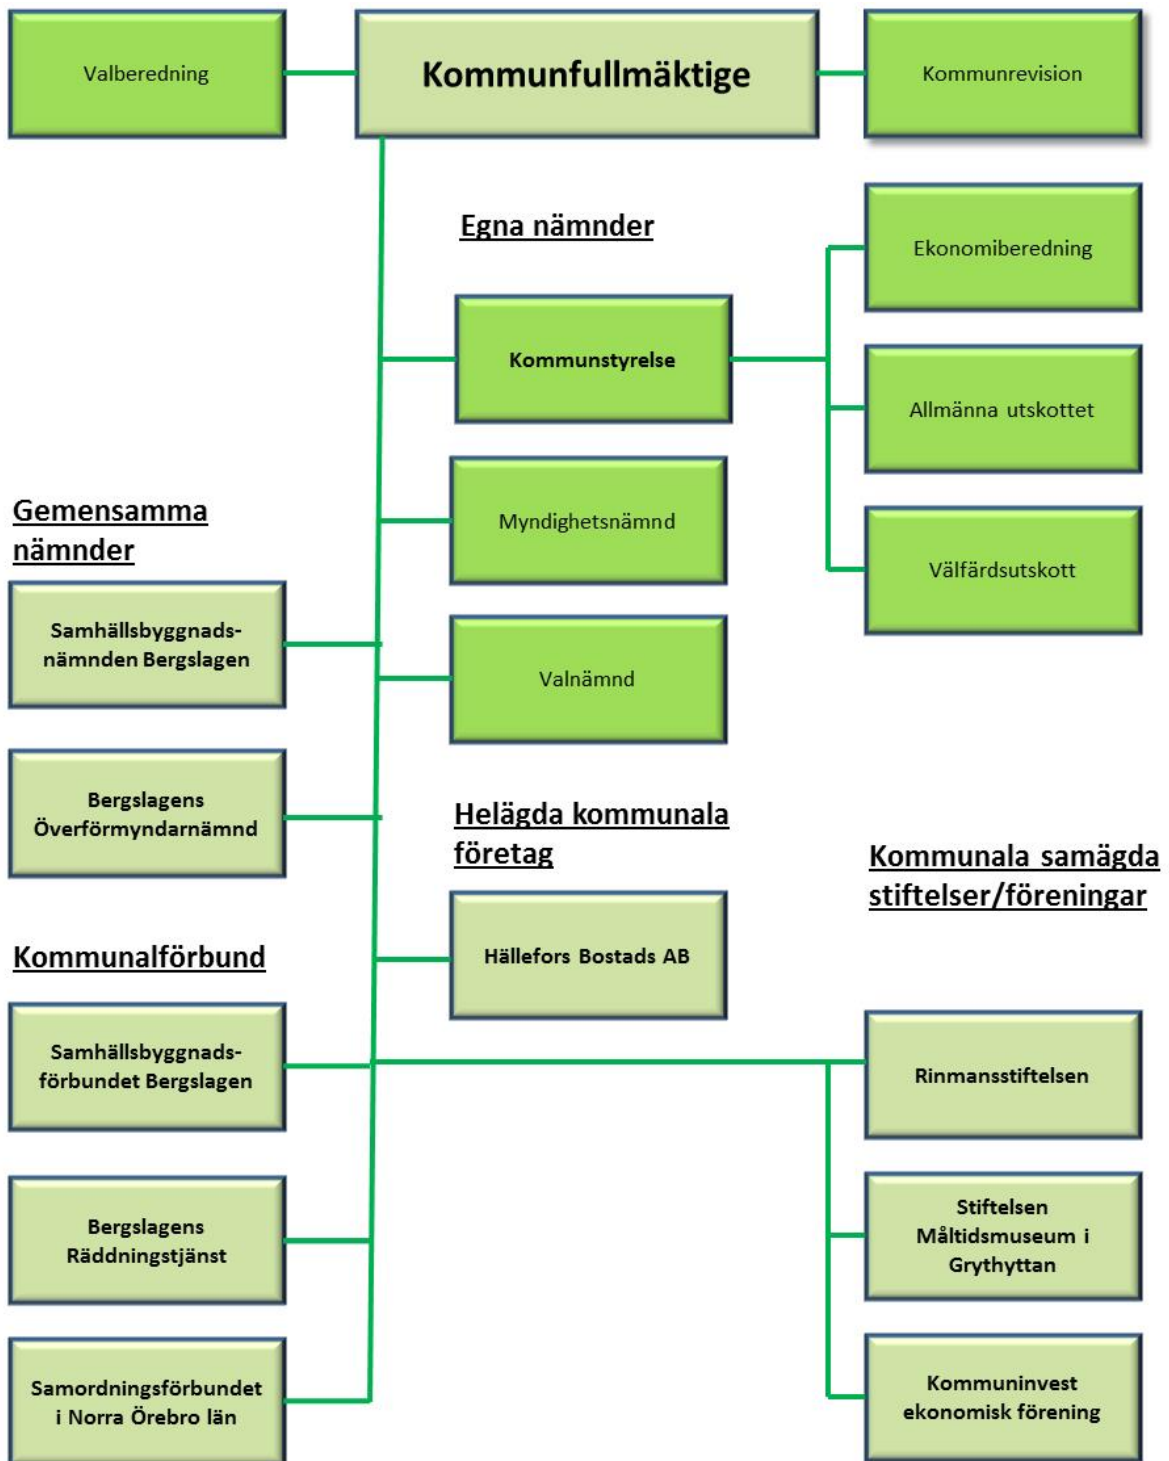 Valberedning
Kommunfullmäktige
Kommunrevision
Egna nämnder
Ekonomiberedning
Kommunstyrelse
Allmänna utskottet
Myndighetsnämnd
Välfärdsutskott
Valnämnd
Gemensamma
nämnder
Samhällsbyggnads-
nämnden Bergslagen
Bergslagens
Överförmyndarnämnd
Helägda kommunala
företag
Hällefors Bostads AB
Kommunala samägda
stiftelser/föreningar
Kommunalförbund
Samhällsbyggnads-
förbundet Bergslagen
Bergslagens
Räddningstjänst
Samordningsförbundet
i Norra Örebro län
Rinmansstiftelsen
Stiftelsen
Måltidsmuseum i
Grythyttan
Kommuninvest
ekonomisk förening